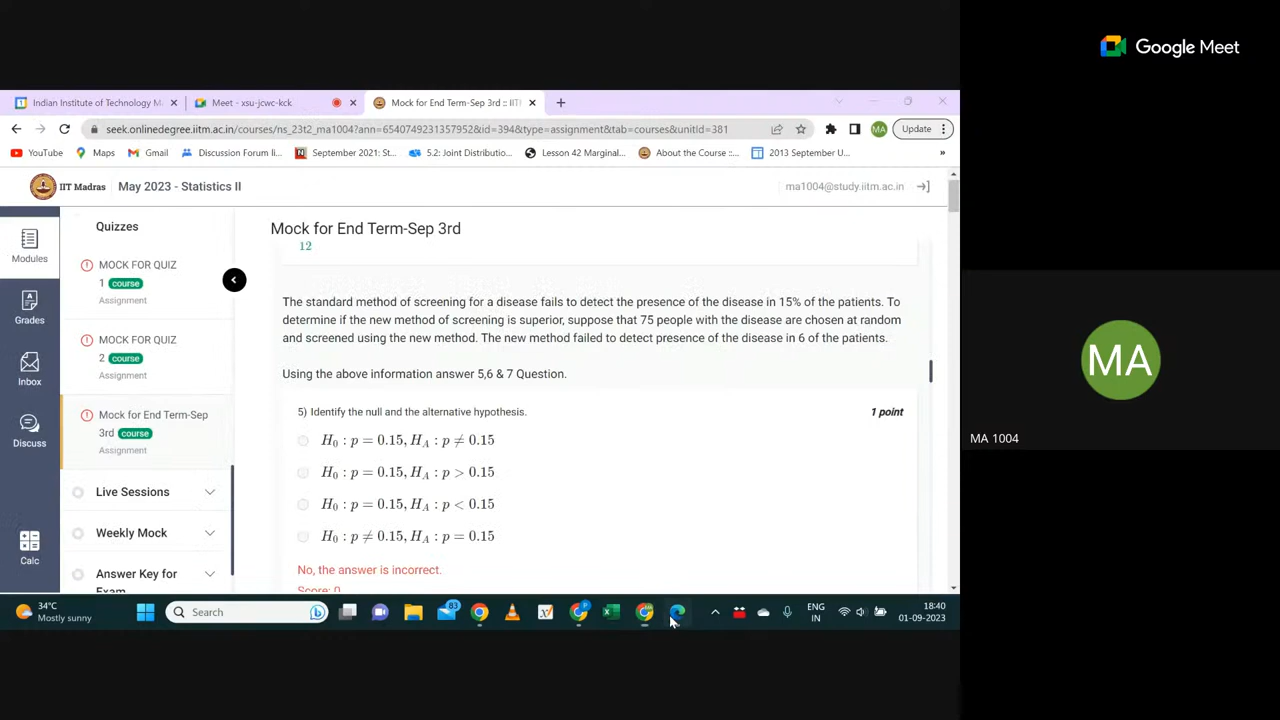 Google Meet
Indian Institute of Technology M
Meet - xsu-jcwc-kck
Mock for End Term-Sep 3rd :: IIT
seek.onlinedegree.iitm.ac.in/courses/ns_23t2_ma1004?ann=6540749231357952&id=394&type=assignment&tab=courses&unitId=381
MA
Update
YouTube
Maps
Gmail
Discussion Forum li...
September 2021: St...
5.2: Joint Distributio...
Lesson 42 Marginal...
About the Course ::...
2013 September U...
»
IIT Madras
May 2023 - Statistics II
ma1004@study.iitm.ac.in
Modules
Grades
Inbox
Discuss
Calc
Quizzes
MOCK FOR QUIZ
1 course
Assignment
MOCK FOR QUIZ
2 course
Assignment
Mock for End Term-Sep
3rd course
Assignment
Live Sessions
Weekly Mock
Answer Key for
Exam
Mock for End Term-Sep 3rd
12
The standard method of screening for a disease fails to detect the presence of the disease in 15% of the patients. To
determine if the new method of screening is superior, suppose that 75 people with the disease are chosen at random
and screened using the new method. The new method failed to detect presence of the disease in 6 of the patients.
Using the above information answer 5,6 & 7 Question.
5) Identify the null and the alternative hypothesis.
1 point
H₀ : p = 0.15, H_A : p ≠ 0.15
H₀ : p = 0.15, H_A : p > 0.15
H₀ : p = 0.15, H_A : p < 0.15
H₀ : p ≠ 0.15, H_A : p = 0.15
No, the answer is incorrect.
Score: 0
MA
MA 1004
34°C
Mostly sunny
Search
83
ENG
IN
18:40
01-09-2023